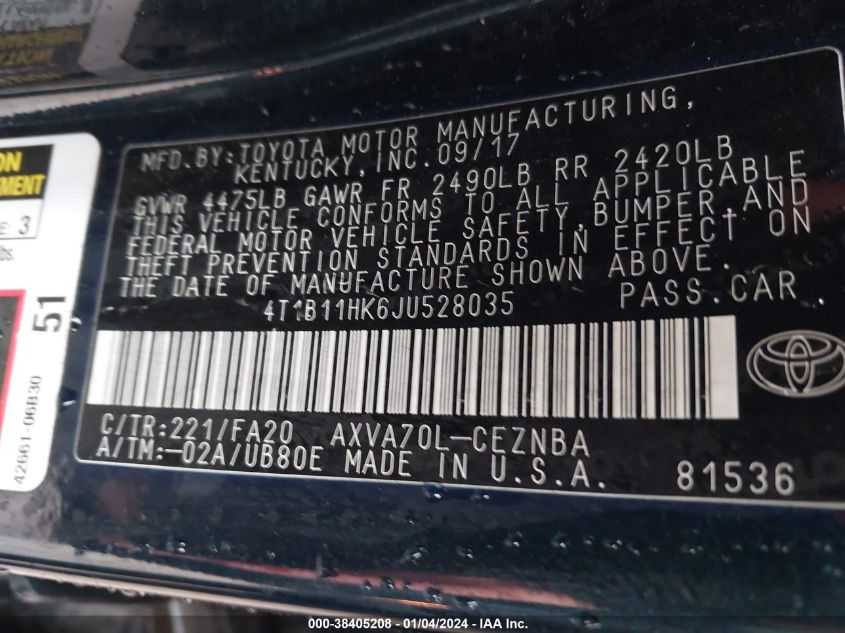 MFD. BY: TOYOTA MOTOR MANUFACTURING,
KENTUCKY, INC. 09/17
GVWR 4475LB GAWR FR 2490LB RR 2420LB
THIS VEHICLE CONFORMS TO ALL APPLICABLE
FEDERAL MOTOR VEHICLE SAFETY, BUMPER, AND
THEFT PREVENTION STANDARDS IN EFFECT ON
THE DATE OF MANUFACTURE SHOWN ABOVE.
4T1B11HK6JU528035 PASS. CAR
C/TR:221/FA20 AXVA70L-CEZNBA
A/TM:-02A/UB80E MADE IN U.S.A. 81536
3
lbs.
51
42661-06B30
000-38405208 - 01/04/2024 - IAA Inc.